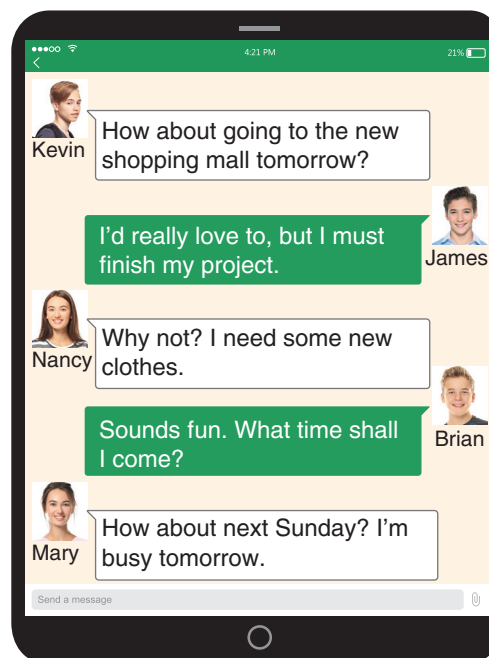 4:21 PM
21%
Kevin
How about going to the new
shopping mall tomorrow?
I'd really love to, but I must
finish my project.
James
Nancy
Why not? I need some new
clothes.
Sounds fun. What time shall
I come?
Brian
Mary
How about next Sunday? I'm
busy tomorrow.
Send a message